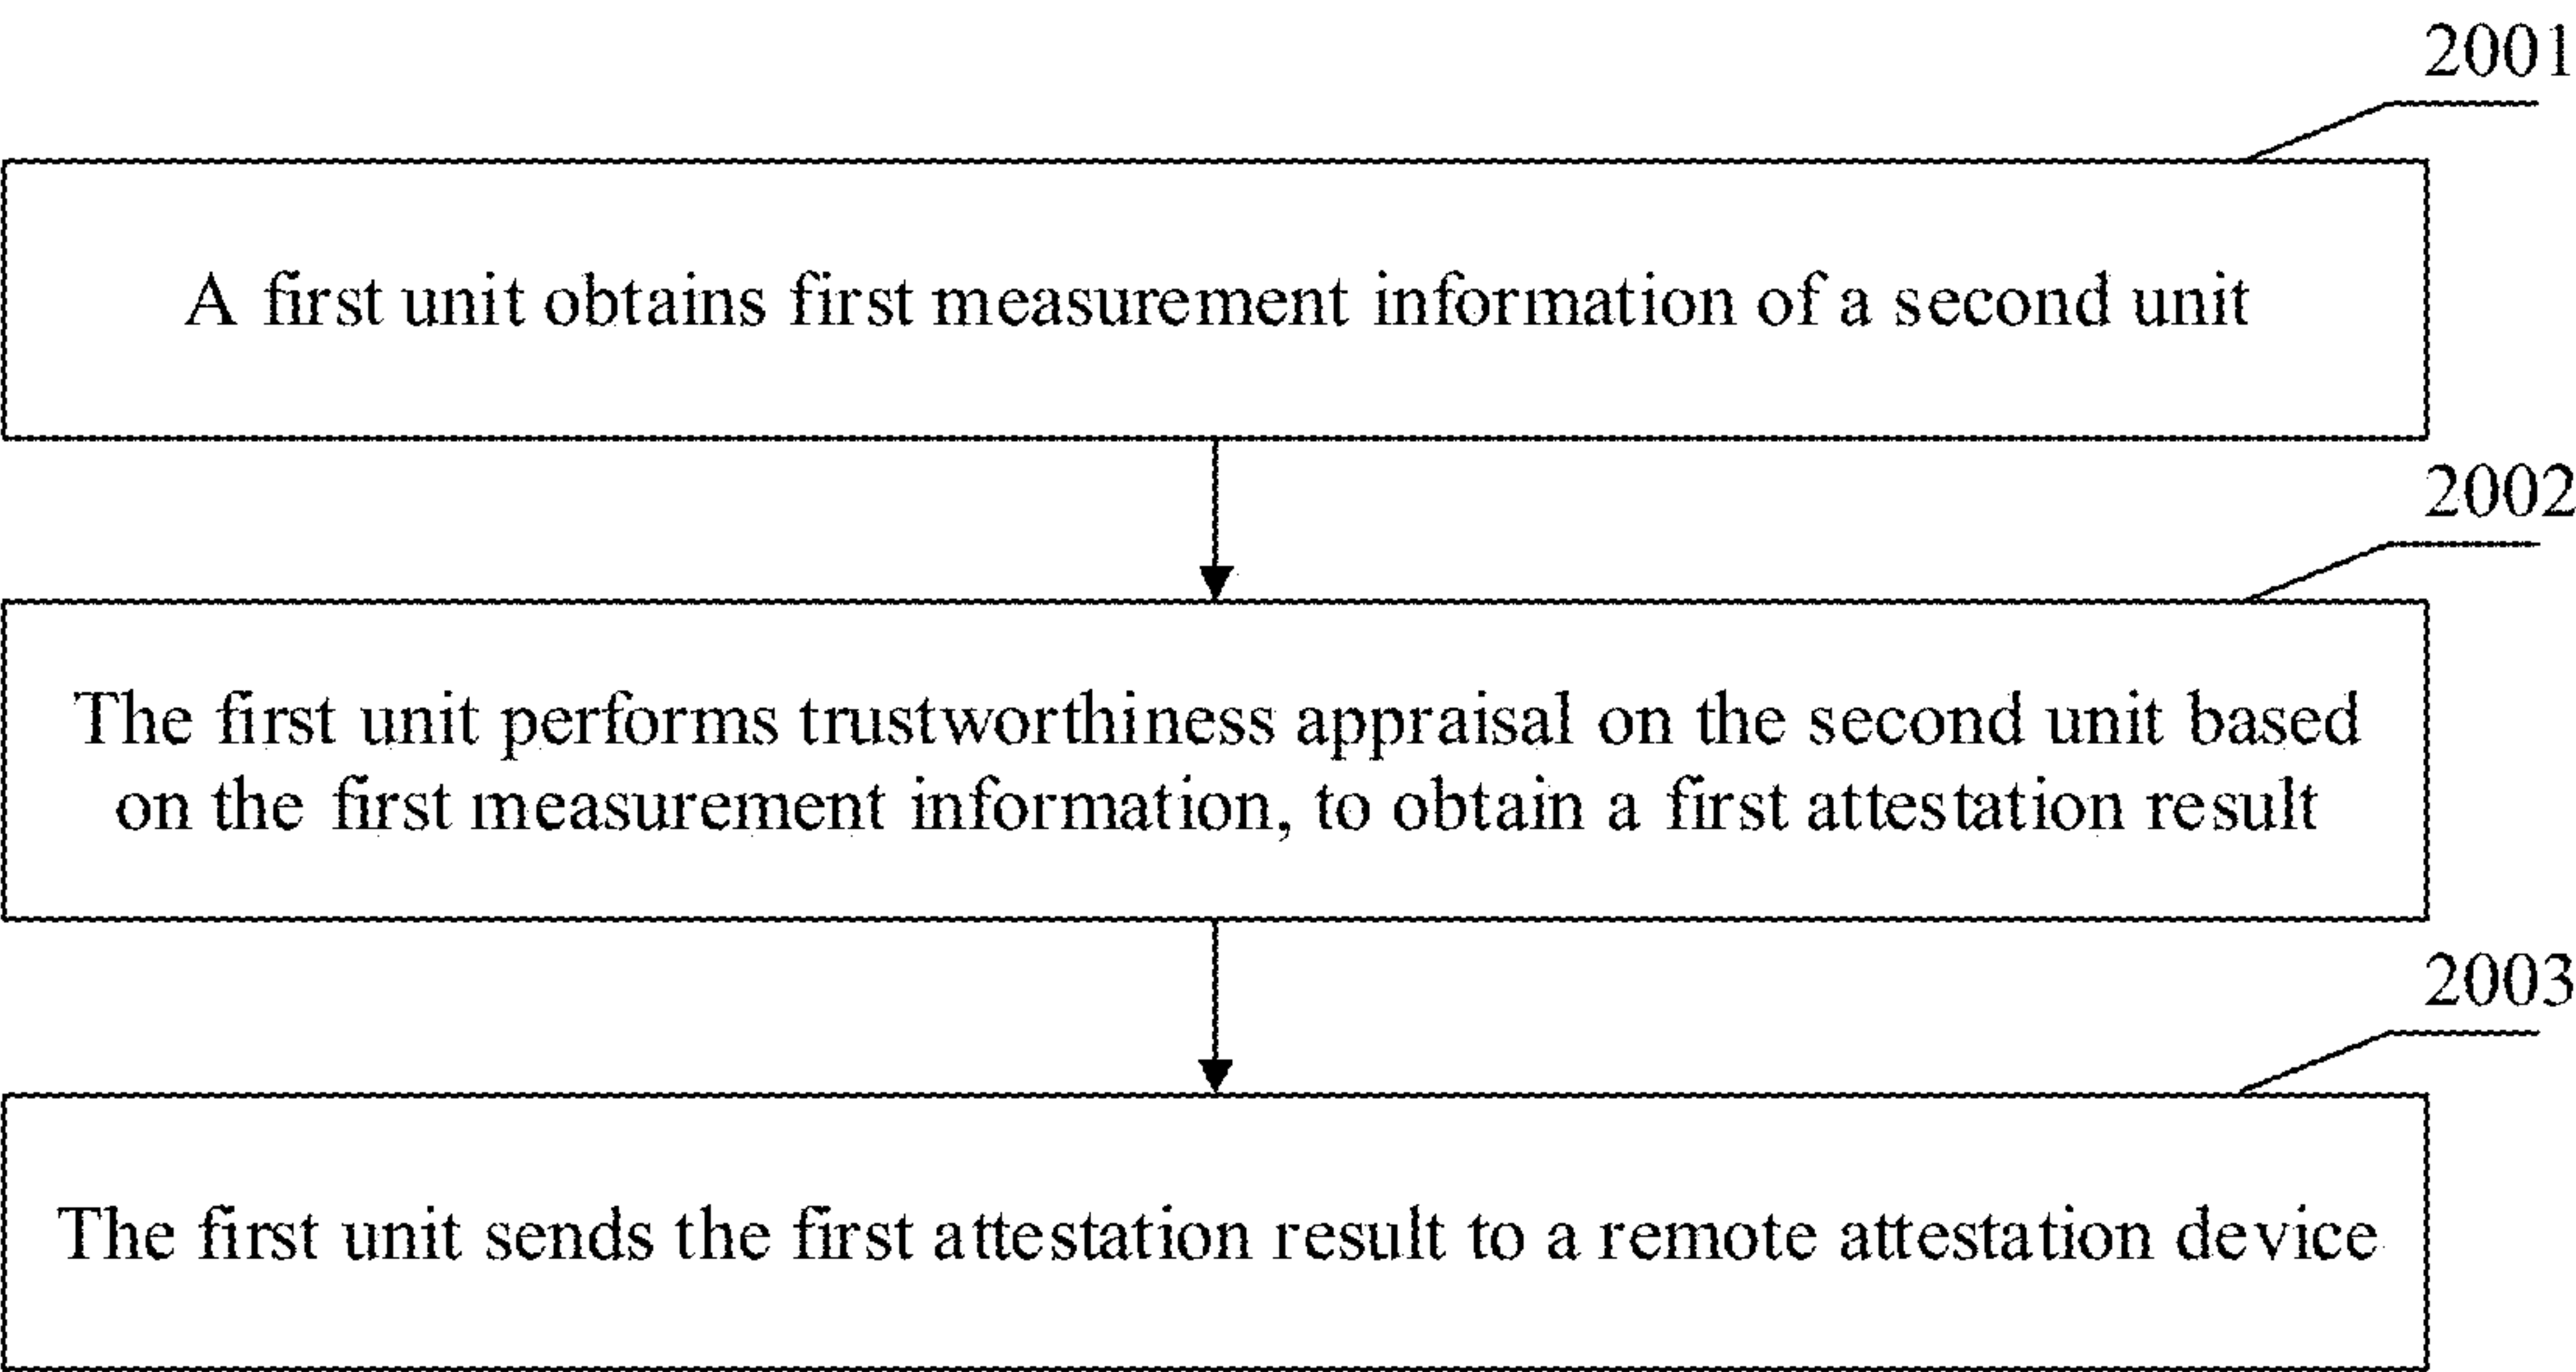 2001
A first unit obtains first measurement information of a second unit
2002
The first unit performs trustworthiness appraisal on the second unit based
on the first measurement information, to obtain a first attestation result
2003
The first unit sends the first attestation result to a remote attestation device